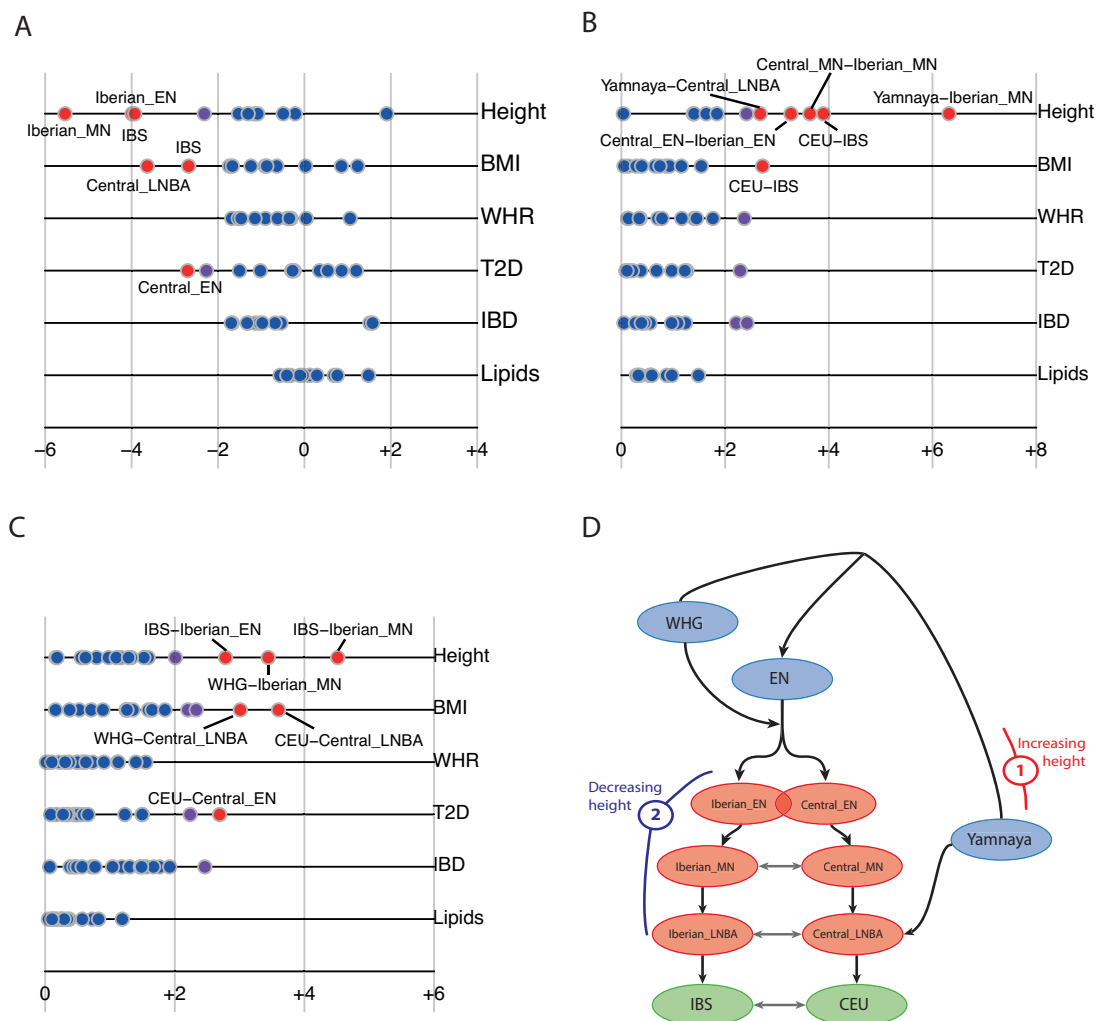 A
Iberian_EN
Iberian_MN
IBS
Height
IBS
Central_LNBA
BMI
WHR
Central_EN
T2D
IBD
Lipids
−6
−4
−2
0
+2
+4
B
Central_MN−Iberian_MN
Yamnaya−Central_LNBA
Yamnaya−Iberian_MN
Height
Central_EN−Iberian_EN
CEU−IBS
BMI
CEU−IBS
WHR
T2D
IBD
Lipids
0
+2
+4
+6
+8
C
IBS−Iberian_EN
IBS−Iberian_MN
Height
WHG−Iberian_MN
BMI
WHG−Central_LNBA
CEU−Central_LNBA
WHR
CEU−Central_EN
T2D
IBD
Lipids
0
+2
+4
+6
D
WHG
EN
Increasing
height
1
Decreasing
height
2
Iberian_EN
Central_EN
Yamnaya
Iberian_MN
Central_MN
Iberian_LNBA
Central_LNBA
IBS
CEU